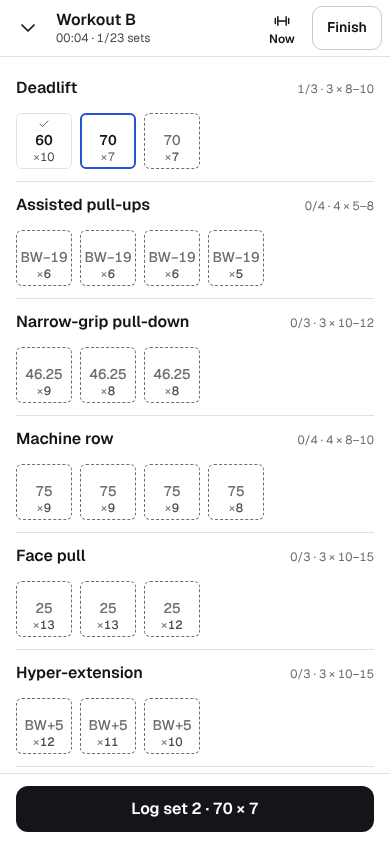 Workout B
00:04 · 1/23 sets
Now
Finish
Deadlift
1/3 · 3 × 8–10
60
×10
70
×7
70
×7
Assisted pull-ups
0/4 · 4 × 5–8
BW−19
×6
BW−19
×6
BW−19
×6
BW−19
×5
Narrow-grip pull-down
0/3 · 3 × 10–12
46.25
×9
46.25
×8
46.25
×8
Machine row
0/4 · 4 × 8–10
75
×9
75
×9
75
×9
75
×8
Face pull
0/3 · 3 × 10–15
25
×13
25
×13
25
×12
Hyper-extension
0/3 · 3 × 10–15
BW+5
×12
BW+5
×11
BW+5
×10
Log set 2 · 70 × 7